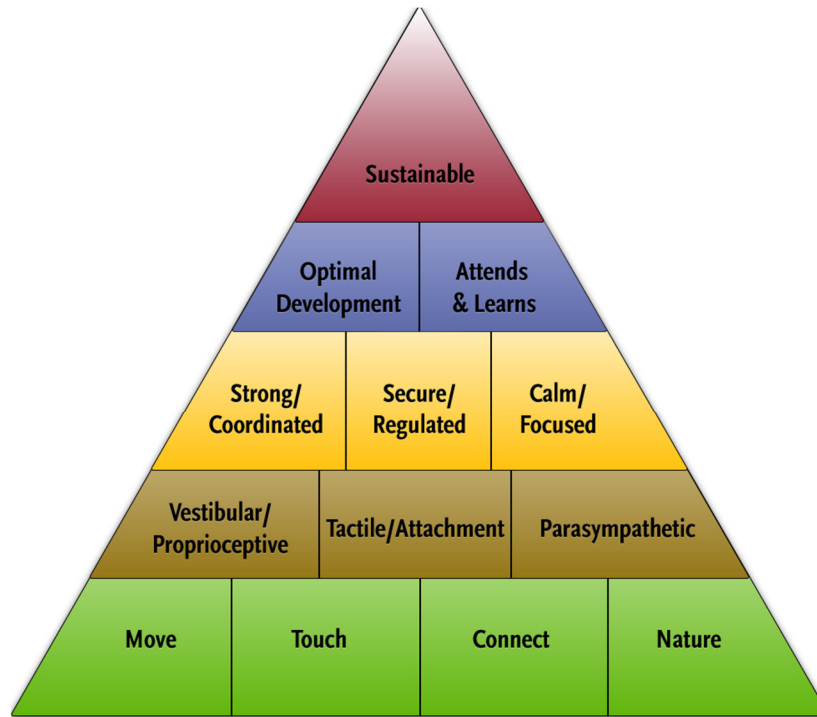 Sustainable
Optimal
Development
Attends
& Learns
Strong/
Coordinated
Secure/
Regulated
Calm/
Focused
Vestibular/
Proprioceptive
Tactile/Attachment
Parasympathetic
Move
Touch
Connect
Nature